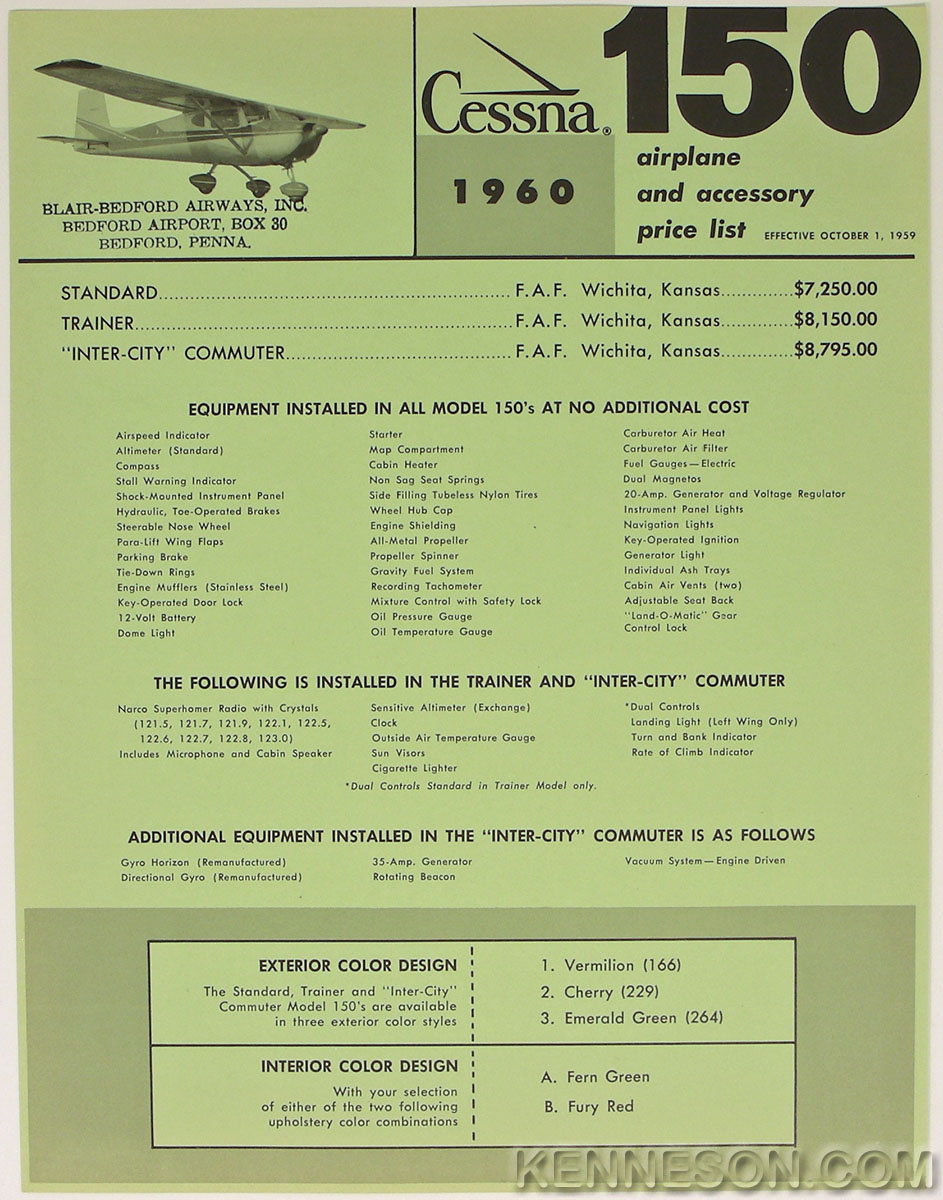 Cessna®
150
1960
airplane
and accessory
price list EFFECTIVE OCTOBER 1, 1959
BLAIR-BEDFORD AIRWAYS, INC.
BEDFORD AIRPORT, BOX 30
BEDFORD, PENNA.
STANDARD................F.A.F. Wichita, Kansas.............$7,250.00
TRAINER................F.A.F. Wichita, Kansas.............$8,150.00
"INTER-CITY" COMMUTER................F.A.F. Wichita, Kansas.............$8,795.00
EQUIPMENT INSTALLED IN ALL MODEL 150's AT NO ADDITIONAL COST
Airspeed Indicator
Altimeter (Standard)
Compass
Stall Warning Indicator
Shock-Mounted Instrument Panel
Hydraulic, Toe-Operated Brakes
Steerable Nose Wheel
Para-Lift Wing Flaps
Parking Brake
Tie-Down Rings
Engine Mufflers (Stainless Steel)
Key-Operated Door Lock
12-Volt Battery
Dome Light
Starter
Map Compartment
Cabin Heater
Non Sag Seat Springs
Side Filling Tubeless Nylon Tires
Wheel Hub Cap
Engine Shielding
All-Metal Propeller
Propeller Spinner
Gravity Fuel System
Recording Tachometer
Mixture Control with Safety Lock
Oil Pressure Gauge
Oil Temperature Gauge
Carburetor Air Heat
Carburetor Air Filter
Fuel Gauges—Electric
Dual Magnetos
20-Amp. Generator and Voltage Regulator
Instrument Panel Lights
Navigation Lights
Key-Operated Ignition
Generator Light
Individual Ash Trays
Cabin Air Vents (two)
Adjustable Seat Back
"Land-O-Matic" Gear
Control Lock
THE FOLLOWING IS INSTALLED IN THE TRAINER AND "INTER-CITY" COMMUTER
Narco Superhomer Radio with Crystals
(121.5, 121.7, 121.9, 122.1, 122.5,
122.6, 122.7, 122.8, 123.0)
Includes Microphone and Cabin Speaker
Sensitive Altimeter (Exchange)
Clock
Outside Air Temperature Gauge
Sun Visors
Cigarette Lighter
*Dual Controls
Landing Light (Left Wing Only)
Turn and Bank Indicator
Rate of Climb Indicator
*Dual Controls Standard in Trainer Model only.
ADDITIONAL EQUIPMENT INSTALLED IN THE "INTER-CITY" COMMUTER IS AS FOLLOWS
Gyro Horizon (Remanufactured)
Directional Gyro (Remanufactured)
35-Amp. Generator
Rotating Beacon
Vacuum System—Engine Driven
EXTERIOR COLOR DESIGN
The Standard, Trainer and "Inter-City"
Commuter Model 150's are available
in three exterior color styles
1. Vermilion (166)
2. Cherry (229)
3. Emerald Green (264)
INTERIOR COLOR DESIGN
With your selection
of either of the two following
upholstery color combinations
A. Fern Green
B. Fury Red
KENNESON.COM